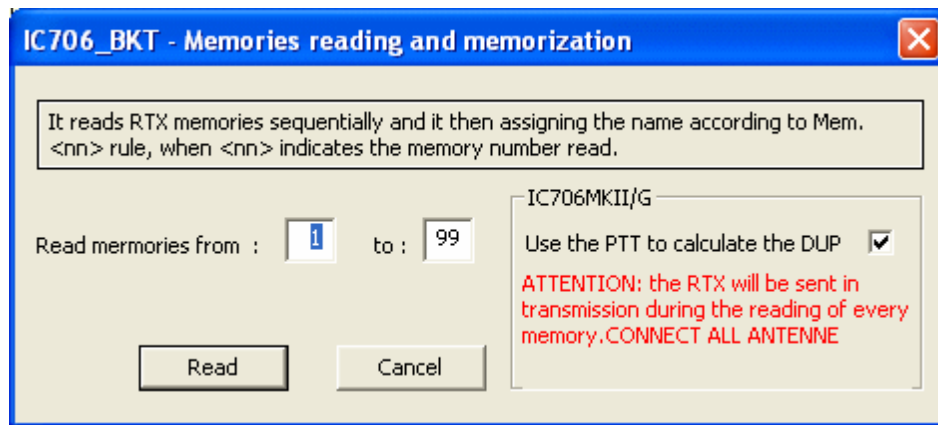 IC706_BKT - Memories reading and memorization
It reads RTX memories sequentially and it then assigning the name according to Mem.
<nn> rule, when <nn> indicates the memory number read.
IC706MKII/G
Read mermories from : 1 to : 99
Use the PTT to calculate the DUP
ATTENTION: the RTX will be sent in
transmission during the reading of every
memory.CONNECT ALL ANTENNE
Read
Cancel